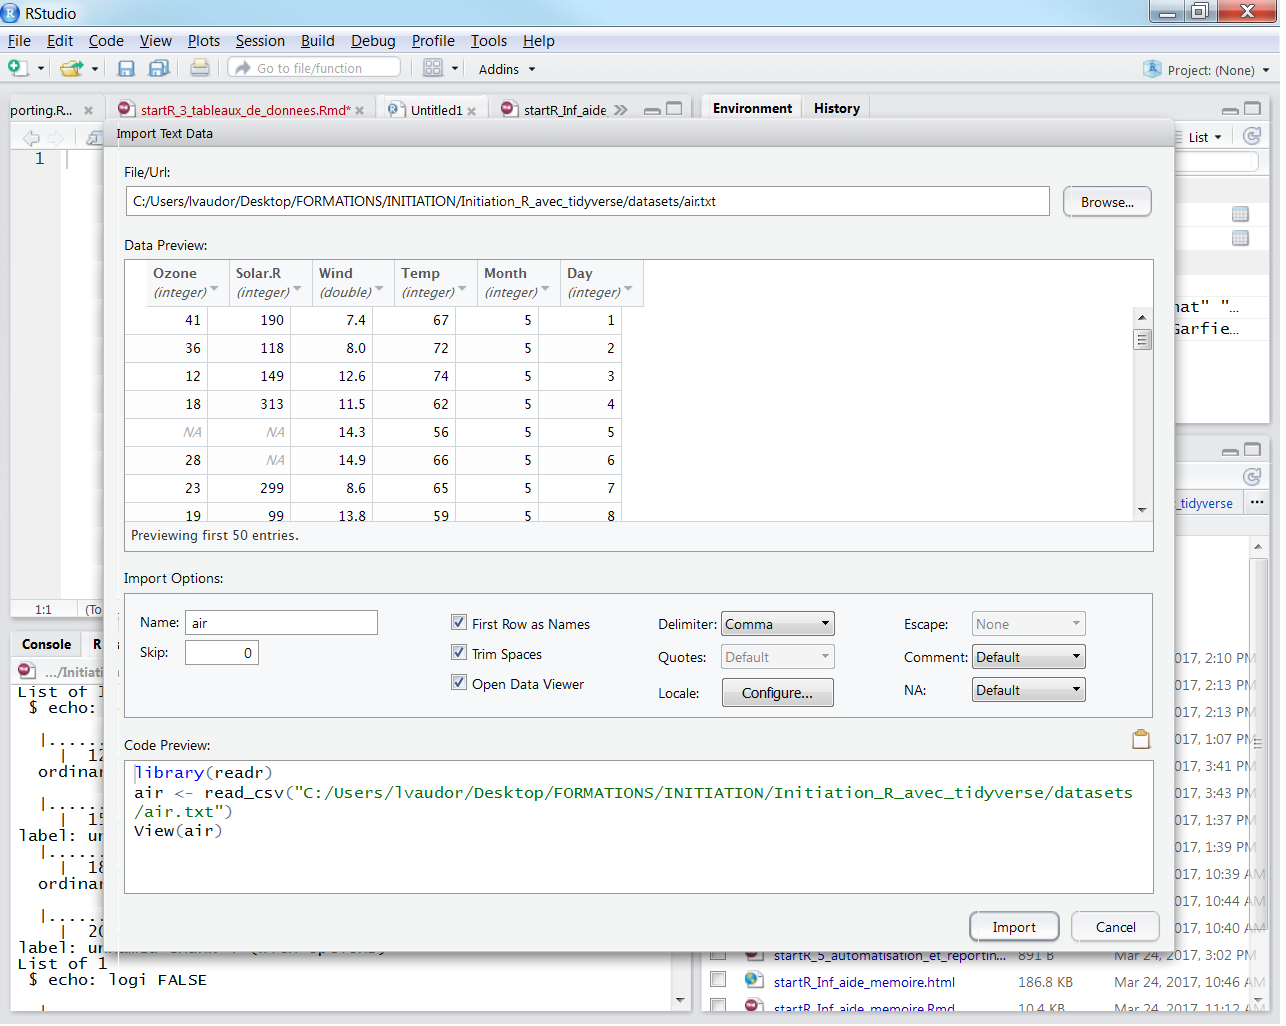 RStudio
File Edit Code View Plots Session Build Debug Profile Tools Help
Go to file/function Addins Project: (None)
porting.R... startR_3_tableaux_de_donnees.Rmd* Untitled1 startR_Inf_aide Environment History
Import Text Data
List
1
File/Url:
C:/Users/lvaudor/Desktop/FORMATIONS/INITIATION/Initiation_R_avec_tidyverse/datasets/air.txt Browse...
Data Preview:
Ozone Solar.R Wind Temp Month Day
(integer) (integer) (double) (integer) (integer) (integer)
41 190 7.4 67 5 1
36 118 8.0 72 5 2
12 149 12.6 74 5 3
18 313 11.5 62 5 4
NA NA 14.3 56 5 5
28 NA 14.9 66 5 6
23 299 8.6 65 5 7
19 99 13.8 59 5 8
Previewing first 50 entries.
nat" "...
Garfie...
_tidyverse ...
Import Options:
Name: air First Row as Names Delimiter: Comma Escape: None
Skip: 0 Trim Spaces Quotes: Default Comment: Default
Open Data Viewer Locale: Configure... NA: Default
Code Preview:
library(readr)
air <- read_csv("C:/Users/lvaudor/Desktop/FORMATIONS/INITIATION/Initiation_R_avec_tidyverse/datasets
/air.txt")
View(air)
Import Cancel
1:1 (To
Console R
.../Initiati
List of 1
$ echo:
|.......
| 12
ordinar
|.......
| 15
label: un
|.......
| 18
ordinar
|.......
| 20
label: un
List of 1
$ echo: logi FALSE
017, 2:10 PM
017, 2:13 PM
017, 2:13 PM
017, 1:07 PM
017, 3:41 PM
017, 3:43 PM
017, 1:37 PM
017, 1:39 PM
017, 10:39 AM
017, 10:44 AM
017, 10:40 AM
startR_5_automatisation_et_reportin... 891 B Mar 24, 2017, 3:02 PM
startR_Inf_aide_memoire.html 186.8 KB Mar 24, 2017, 10:46 AM
startR_Inf_aide_memoire.Rmd 10.4 KB Mar 24, 2017, 11:12 AM